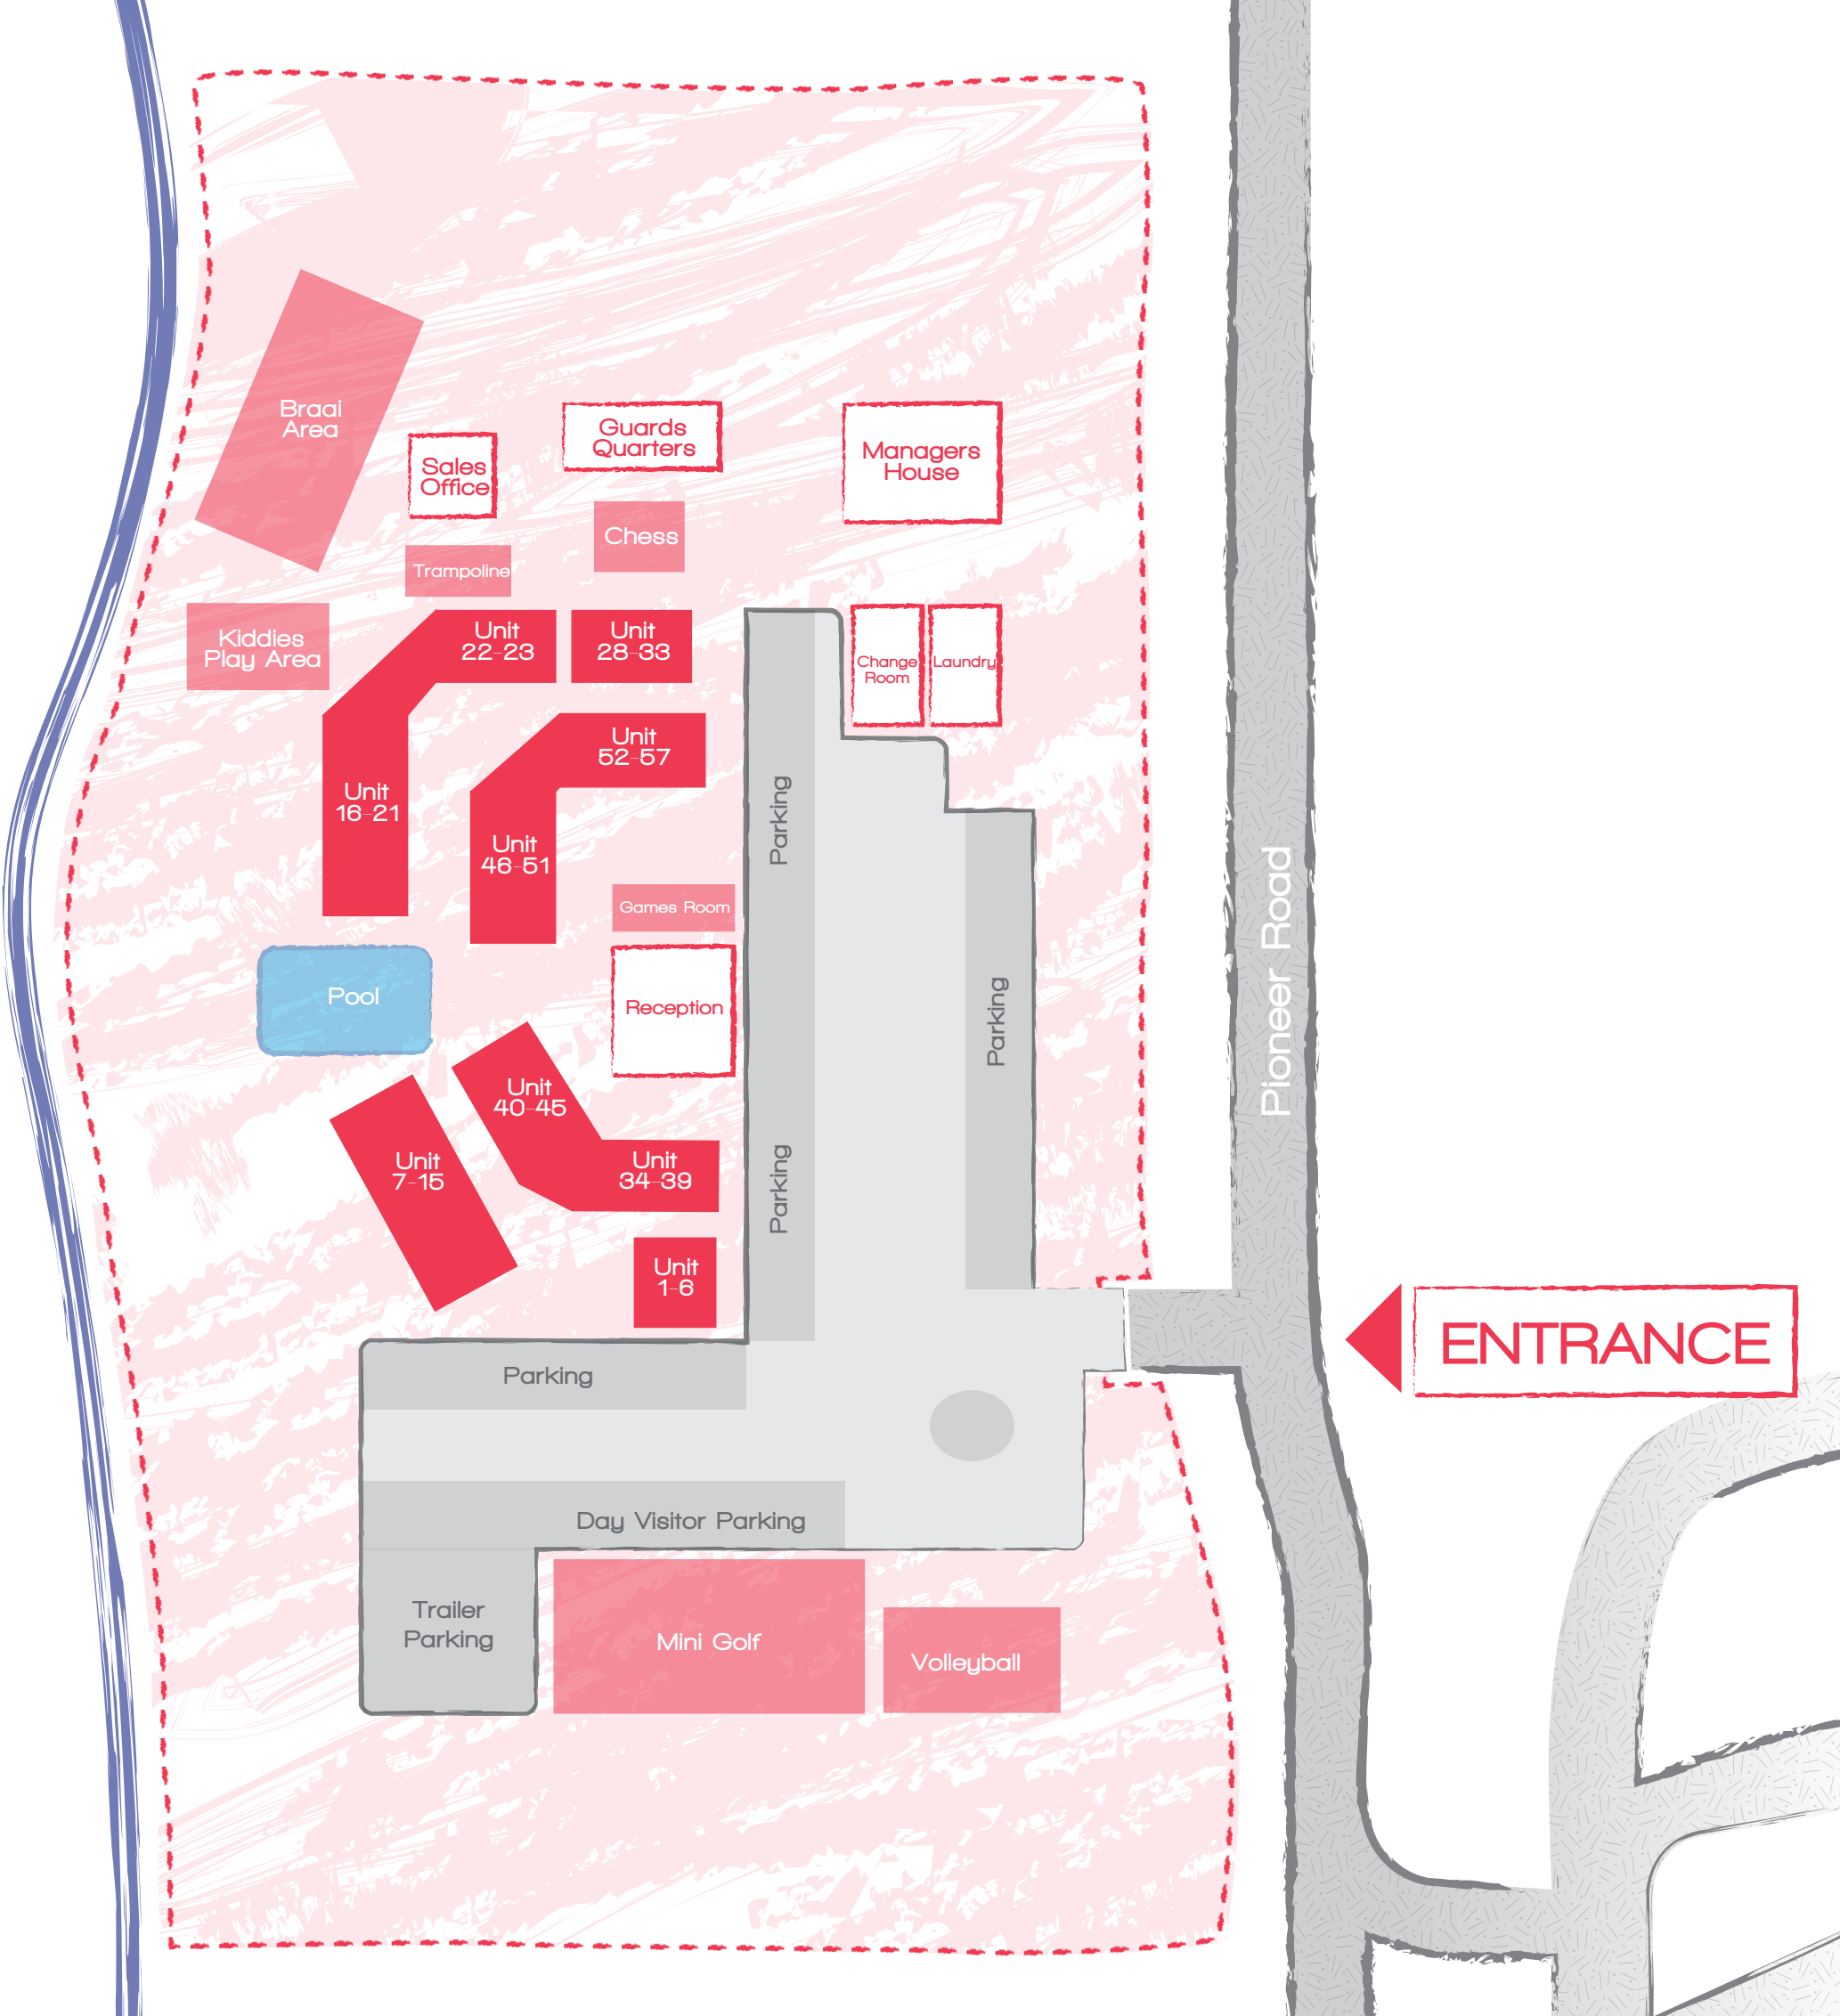 Braai
Area
Sales
Office
Guards
Quarters
Managers
House
Chess
Trampoline
Kiddies
Play Area
Unit
22-23
Unit
28-33
Change
Room
Laundry
Unit
52-57
Unit
16-21
Unit
46-51
Parking
Games Room
Pool
Reception
Parking
Pioneer Road
Unit
40-45
Unit
7-15
Unit
34-39
Parking
Unit
1-6
ENTRANCE
Parking
Day Visitor Parking
Trailer
Parking
Mini Golf
Volleyball